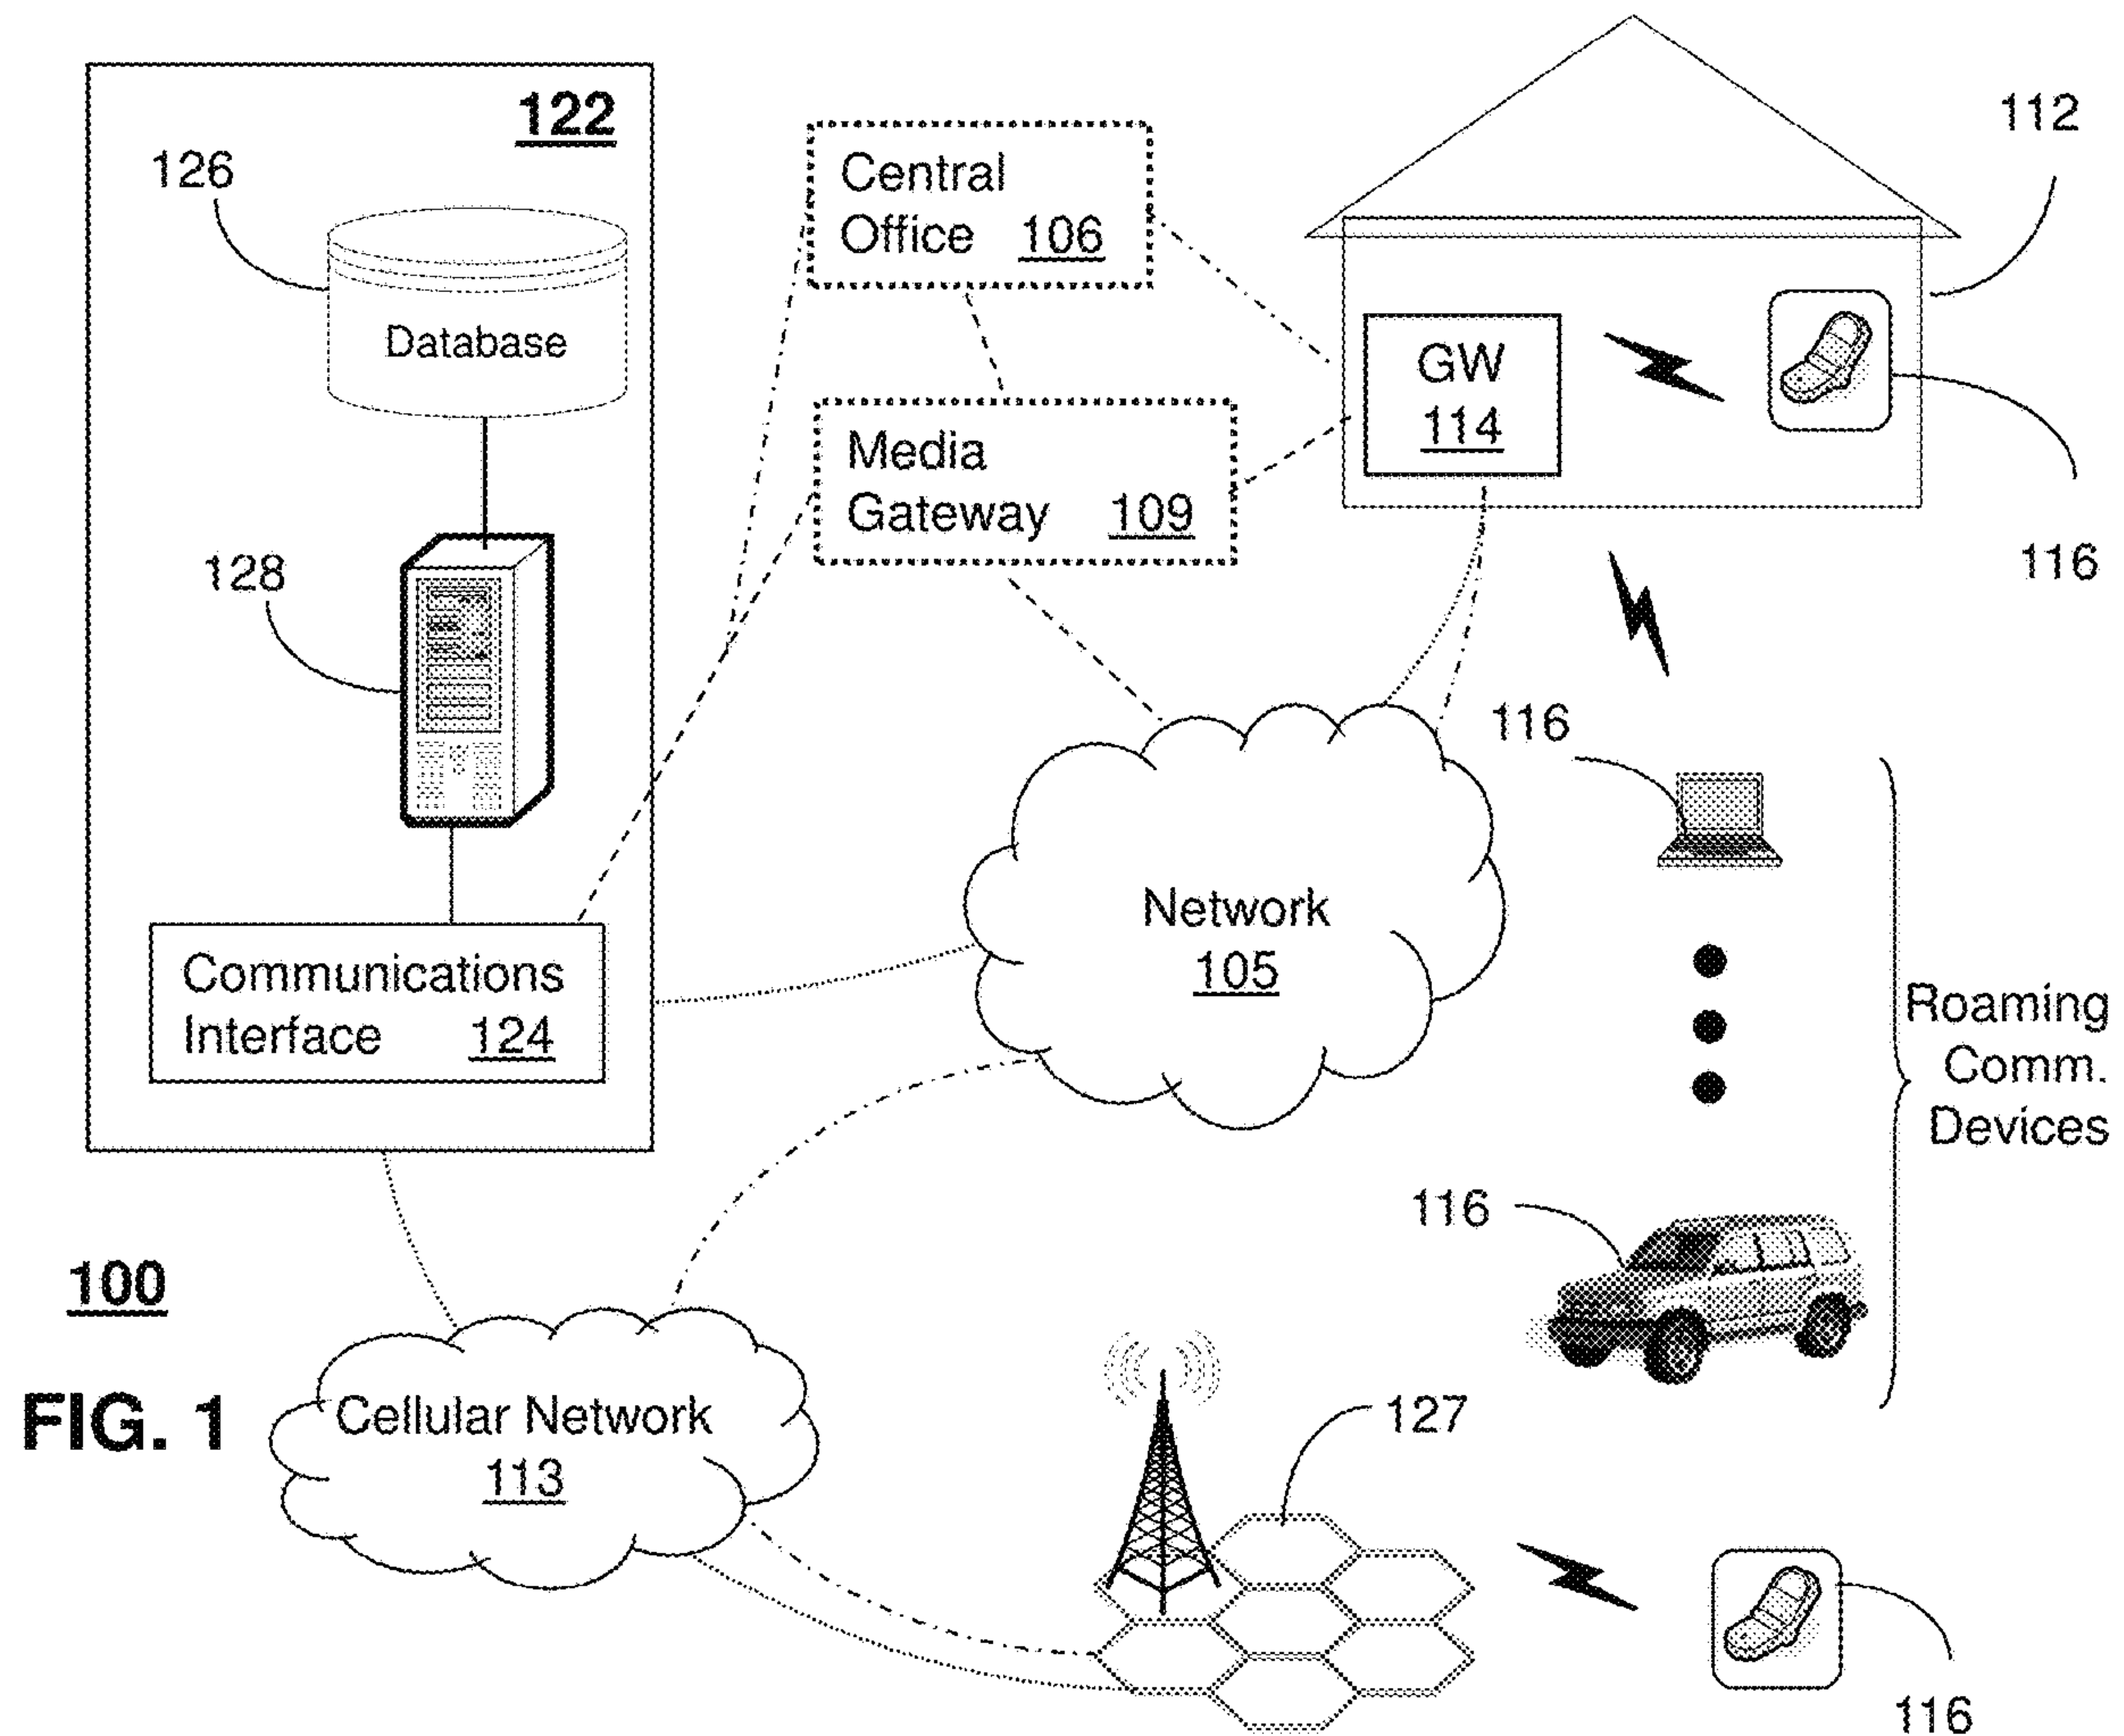 122
126
Database
128
Communications
Interface 124
Central
Office 106
Media
Gateway 109
112
GW
114
116
116
Network
105
Roaming
Comm.
Devices
116
100
FIG. 1
Cellular Network
113
127
116